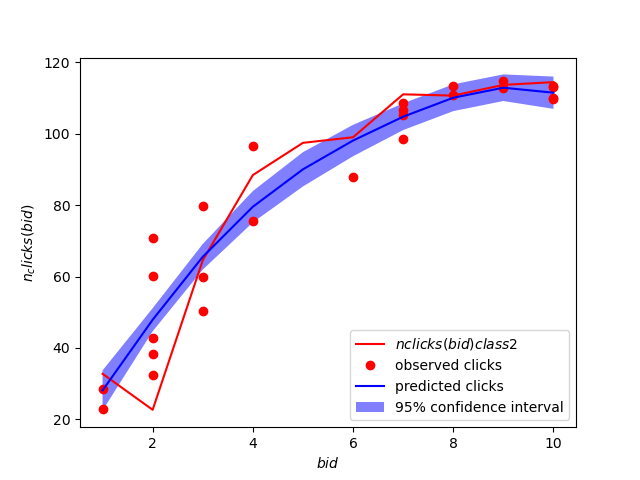 120
100
80
60
40
20
n_clicks(bid)
2
4
6
8
10
bid
nclicks(bid)class2
observed clicks
predicted clicks
95% confidence interval